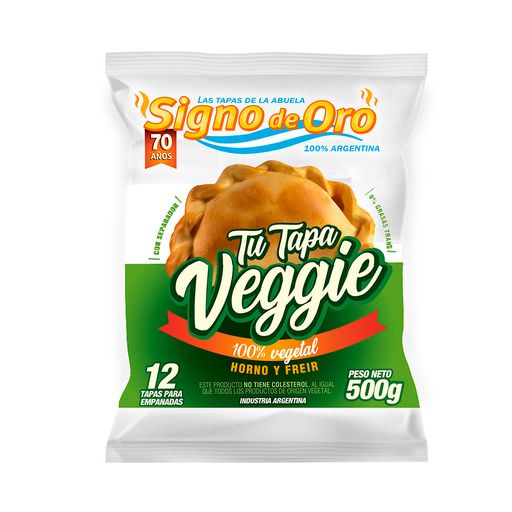 LAS TAPAS DE LA ABUELA
Signo de Oro
70
AÑOS
100% ARGENTINA
CON SEPARADOR
0% GRASAS TRANS
Tu Tapa
Veggie
100% vegetal
HORNO Y FREIR
12
TAPAS PARA
EMPANADAS
ESTE PRODUCTO NO TIENE COLESTEROL, AL IGUAL
QUE TODOS LOS PRODUCTOS DE ORIGEN VEGETAL.
INDUSTRIA ARGENTINA
PESO NETO
500g